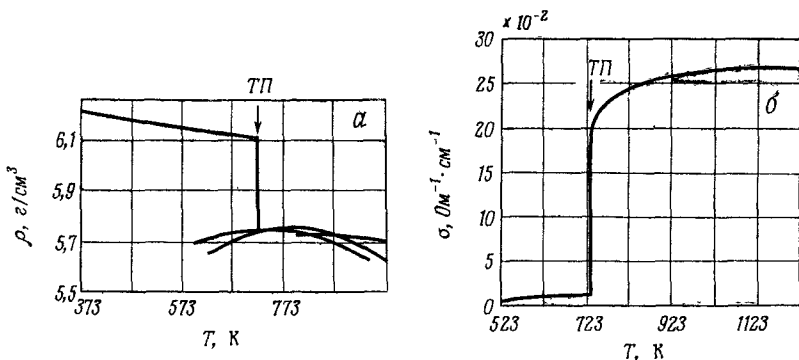 ТП
а
6,1
5,9
5,7
5,5
373
573
773
ρ, г/см³
T, К
× 10⁻²
30
25
20
15
10
5
0
ТП
б
523
723
923
1123
σ, Ом⁻¹·см⁻¹
T, К